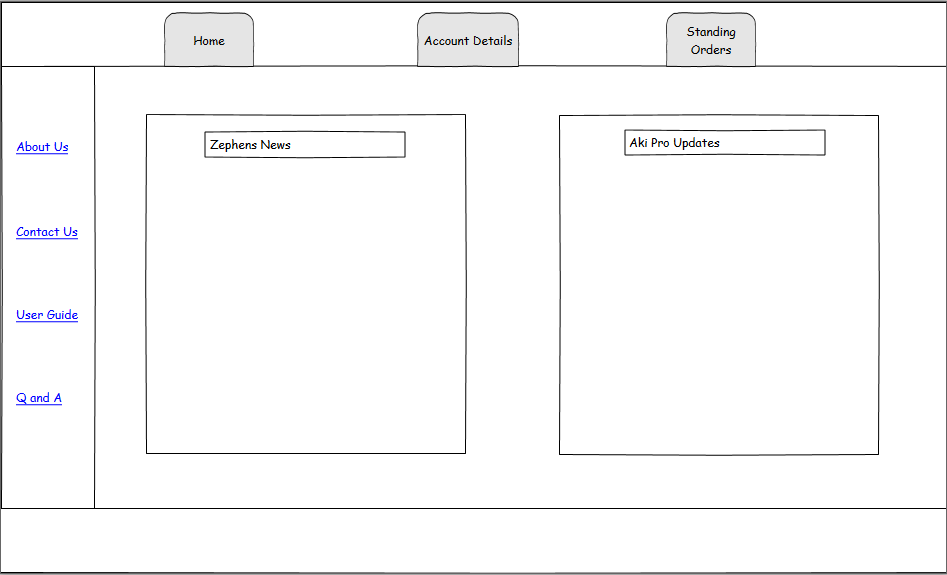 Home
Account Details
Standing
Orders
About Us
Contact Us
User Guide
Q and A
Zephens News
Aki Pro Updates